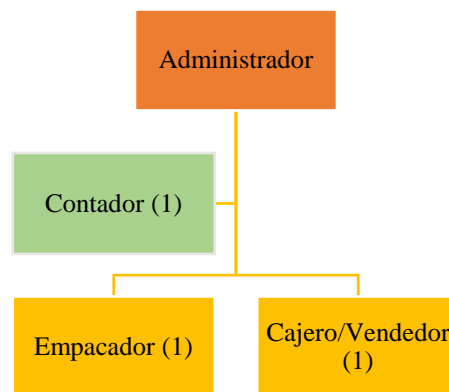 Administrador
Contador (1)
Empacador (1)
Cajero/Vendedor
(1)